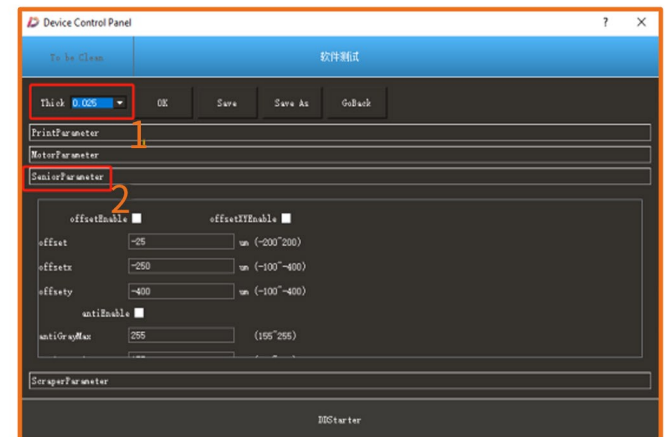 Device Control Panel ? ×
To be Clean 软件测试
Thick 0.025 OK Save Save As GoBack
1
PrintParameter
MotorParameter
SeniorParameter
2
offsetEnable offsetXYEnable
offset -25 um (-200~200)
offsetx -250 um (-100~-400)
offsety -400 um (-100~-400)
antiEnable
antiGrayMax 255 (155~255)
ScraperParameter
DDStarter